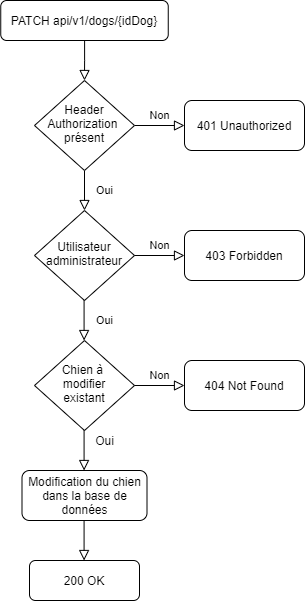 PATCH api/v1/dogs/{idDog}
Header
Authorization
présent
Non
401 Unauthorized
Oui
Utilisateur
administrateur
Non
403 Forbidden
Oui
Chien à
modifier
existant
Non
404 Not Found
Oui
Modification du chien
dans la base de
données
200 OK